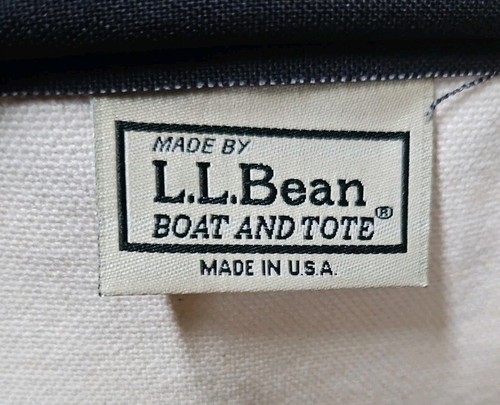 MADE BY
L.L.Bean
BOAT AND TOTE®
MADE IN U.S.A.